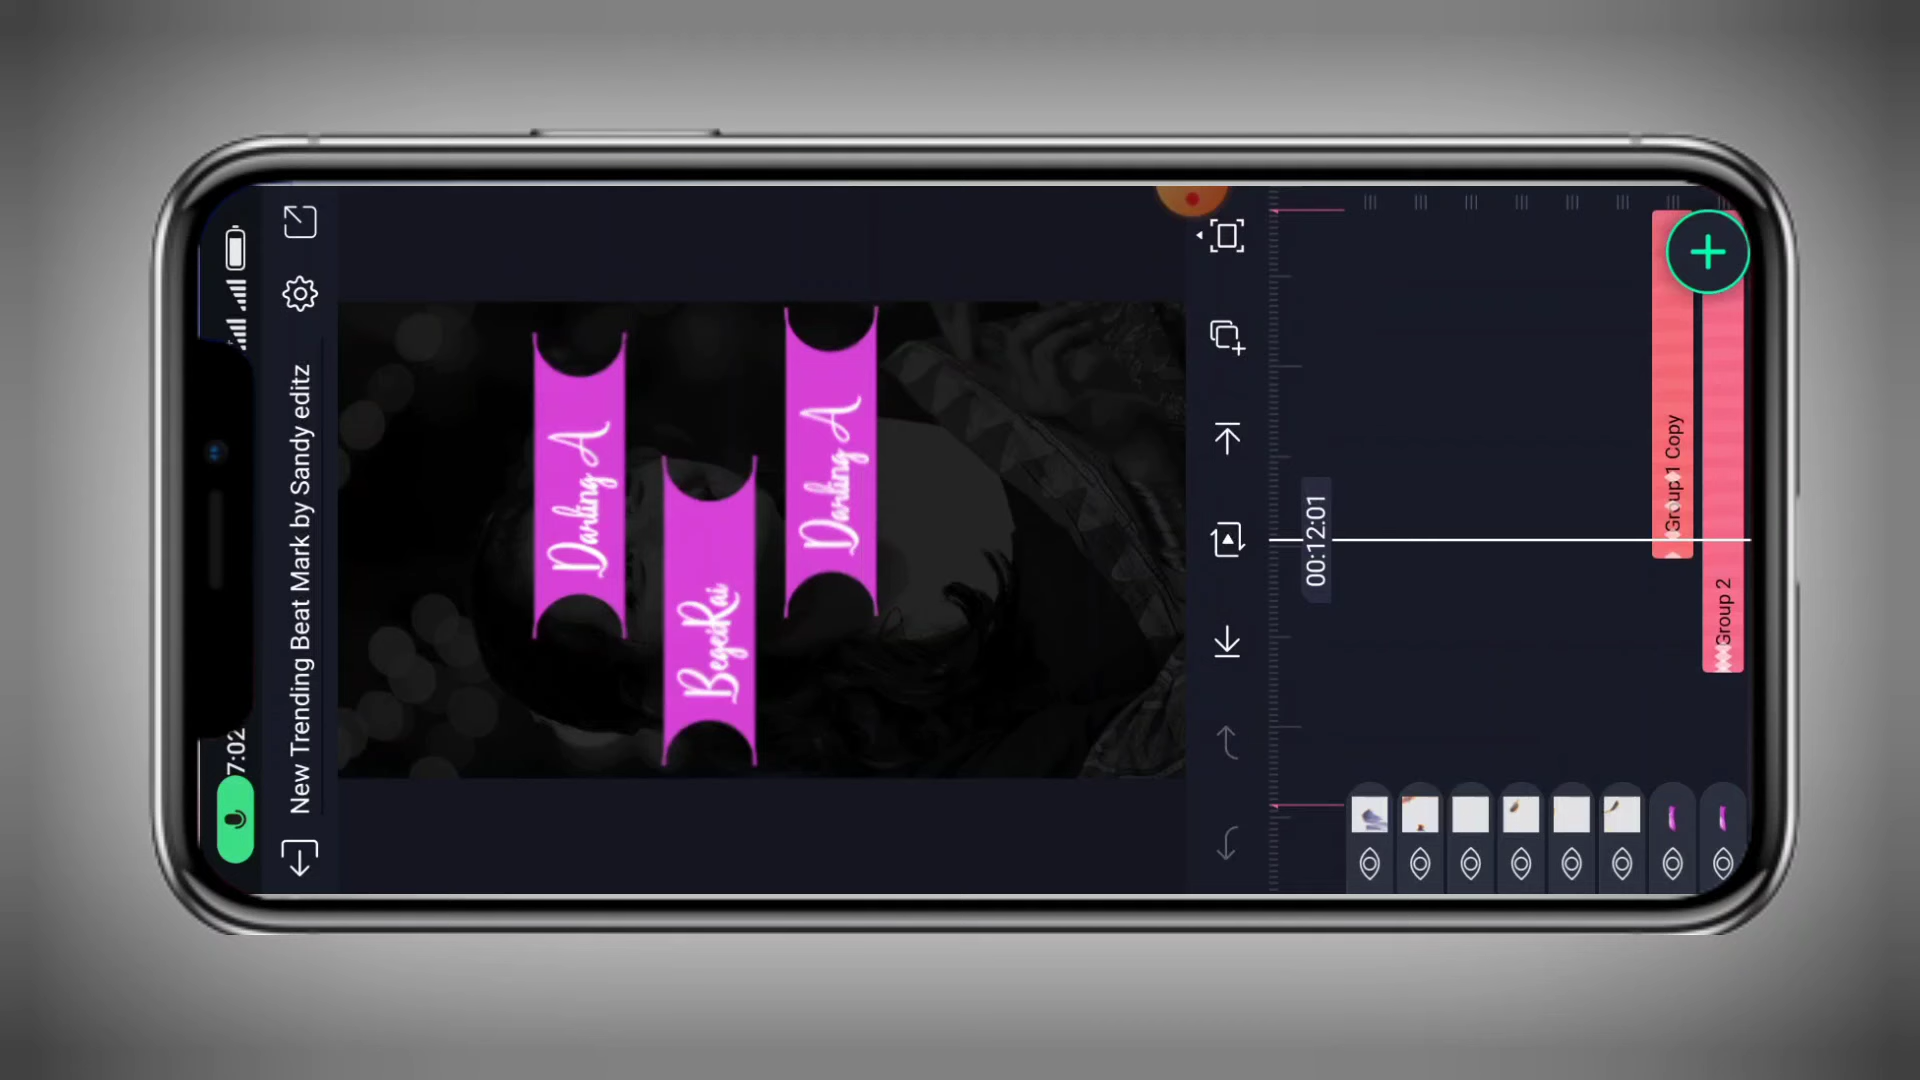 7:02
New Trending Beat Mark by Sandy editz
Darling A
BegeiRai
Darling A
00:12:01
Group 1 Copy
Group 2